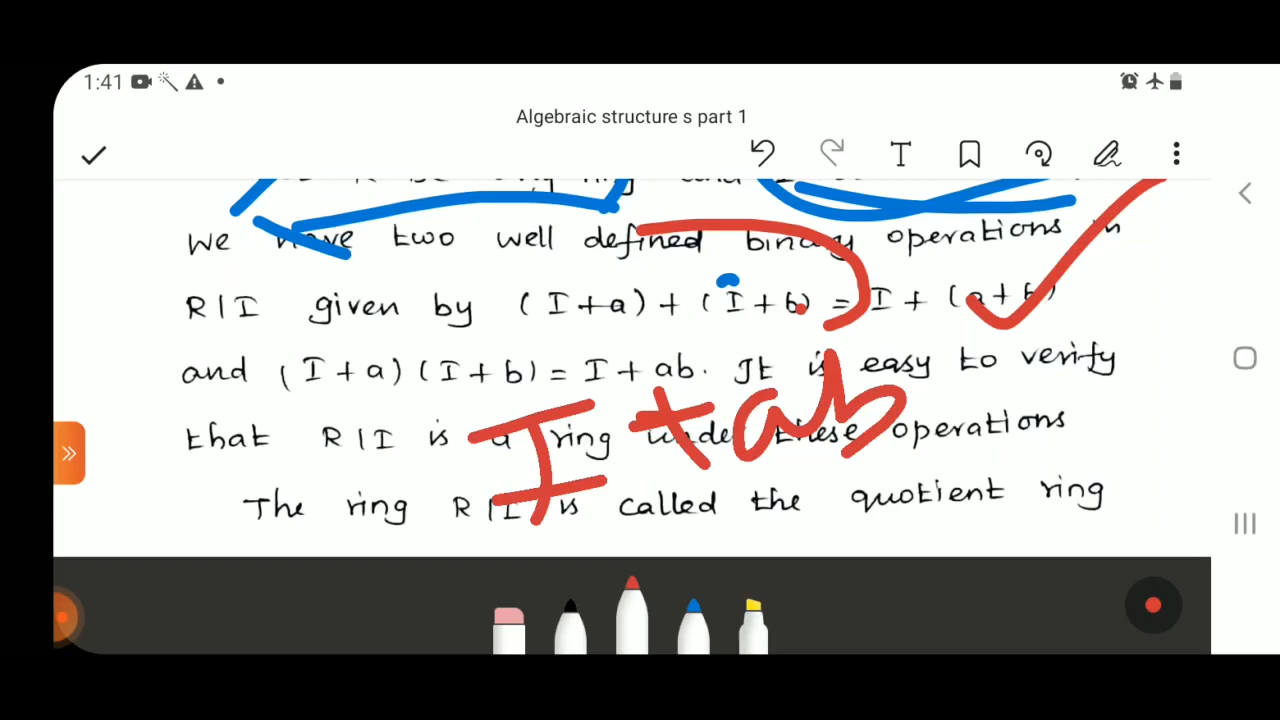 1:41
Algebraic structure s part 1
We have two well defined binary operations in
R|I given by (I+a)+(I+b) = I+(a+b)
and (I+a)(I+b) = I+ab. It is easy to verify
I+ab
that R|I is a ring under these operations
The ring R|I is called the quotient ring